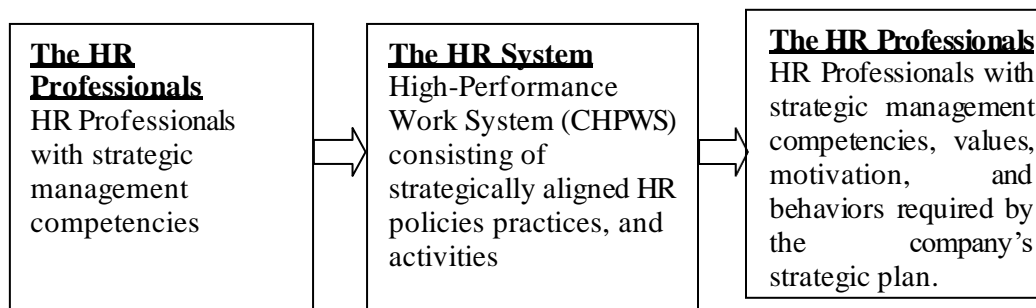 The HR
Professionals
HR Professionals
with strategic
management
competencies
The HR System
High-Performance
Work System (CHPWS)
consisting of
strategically aligned HR
policies practices, and
activities
The HR Professionals
HR Professionals with
strategic management
competencies, values,
motivation, and
behaviors required by
the company's
strategic plan.